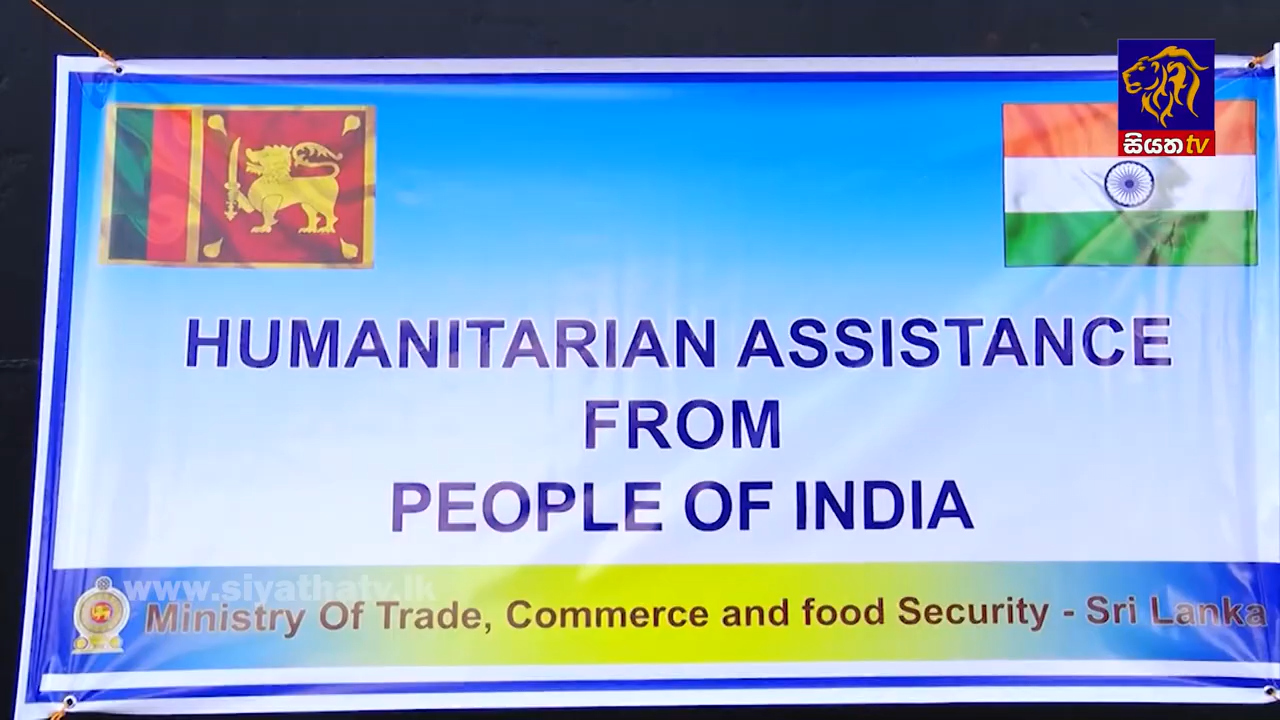 සියත tv
HUMANITARIAN ASSISTANCE
FROM
PEOPLE OF INDIA
www.siyathatv.lk
Ministry Of Trade, Commerce and food Security - Sri Lanka